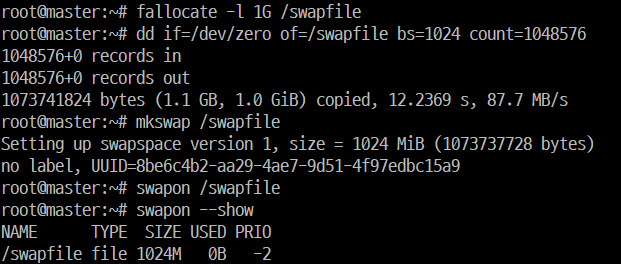 root@master:~# fallocate -l 1G /swapfile
root@master:~# dd if=/dev/zero of=/swapfile bs=1024 count=1048576
1048576+0 records in
1048576+0 records out
1073741824 bytes (1.1 GB, 1.0 GiB) copied, 12.2369 s, 87.7 MB/s
root@master:~# mkswap /swapfile
Setting up swapspace version 1, size = 1024 MiB (1073737728 bytes)
no label, UUID=8be6c4b2-aa29-4ae7-9d51-4f97edbc15a9
root@master:~# swapon /swapfile
root@master:~# swapon --show
NAME      TYPE  SIZE USED PRIO
/swapfile file 1024M   0B   -2